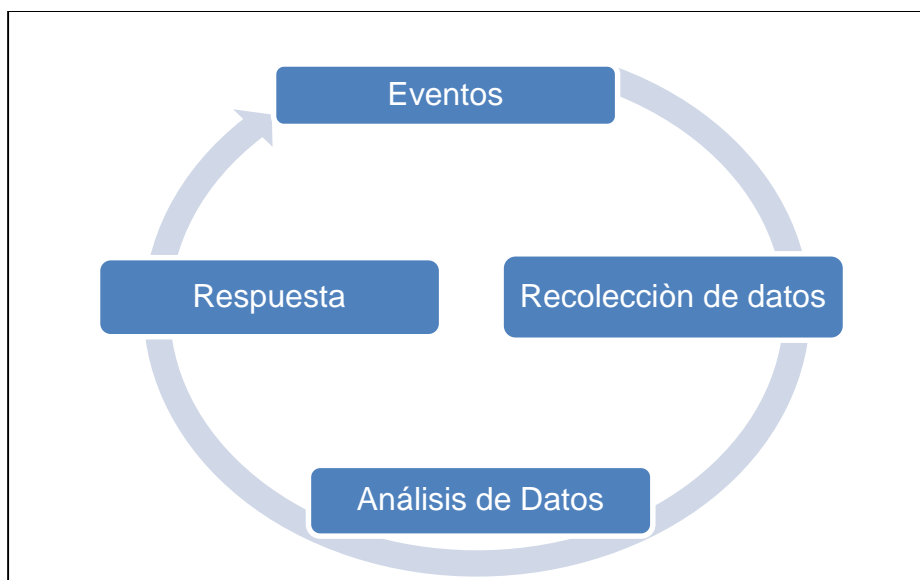 Eventos
Recolecciòn de datos
Análisis de Datos
Respuesta